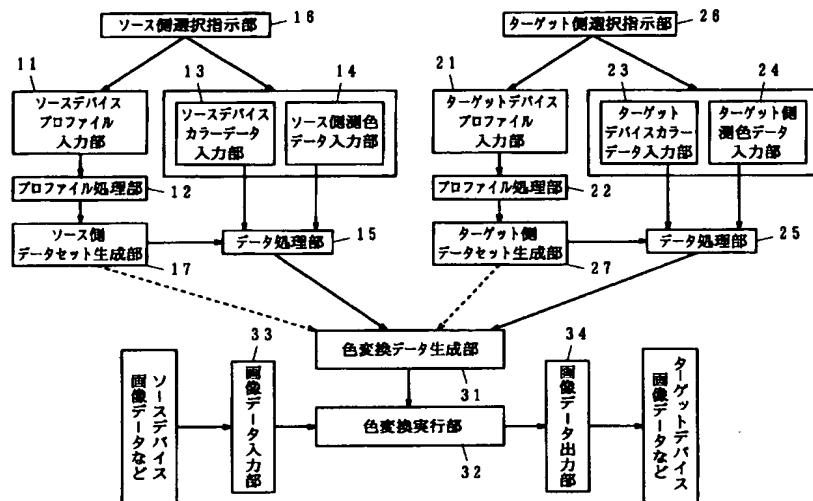 ソース側選択指示部
16
ターゲット側選択指示部
26
11
13
14
21
23
24
ソースデバイス
プロファイル
入力部
ソースデバイス
カラーデータ
入力部
ソース側測色
データ入力部
ターゲットデバイス
プロファイル
入力部
ターゲット
デバイスカラー
データ入力部
ターゲット側
測色データ
入力部
プロファイル処理部
12
プロファイル処理部
22
ソース側
データセット生成部
17
データ処理部
15
ターゲット側
データセット生成部
27
データ処理部
25
色変換データ生成部
31
33
34
ソースデバイス
画像データなど
画像データ入力部
色変換実行部
32
画像データ出力部
ターゲットデバイス
画像データなど